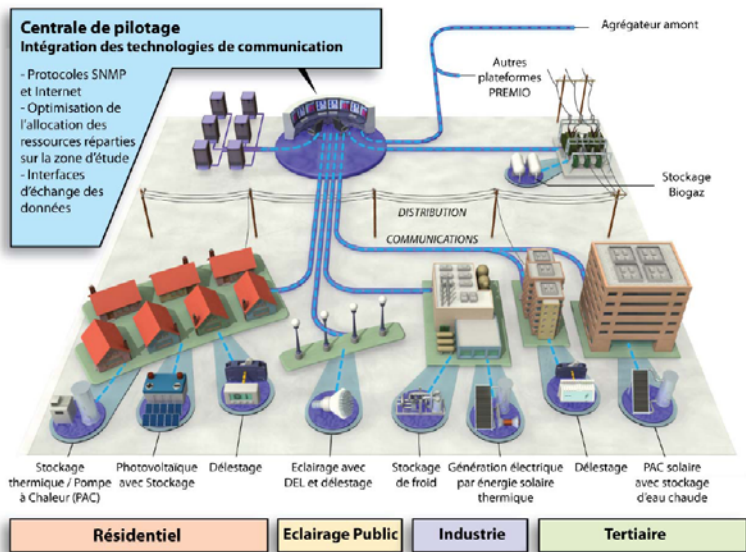 Centrale de pilotage
Intégration des technologies de communication
- Protocoles SNMP
et Internet
- Optimisation de
l'allocation des
ressources réparties
sur la zone d'étude
- Interfaces
d'échange des
données
Agrégateur amont
Autres
plateformes
PREMIO
Stockage
Biogaz
DISTRIBUTION
COMMUNICATIONS
Stockage
thermique / Pompe
à Chaleur (PAC)
Photovoltaïque
avec Stockage
Délestage
Eclairage avec
DEL et délestage
Stockage
de froid
Génération électrique
par énergie solaire
thermique
Délestage
PAC solaire
avec stockage
d'eau chaude
Résidentiel
Eclairage Public
Industrie
Tertiaire